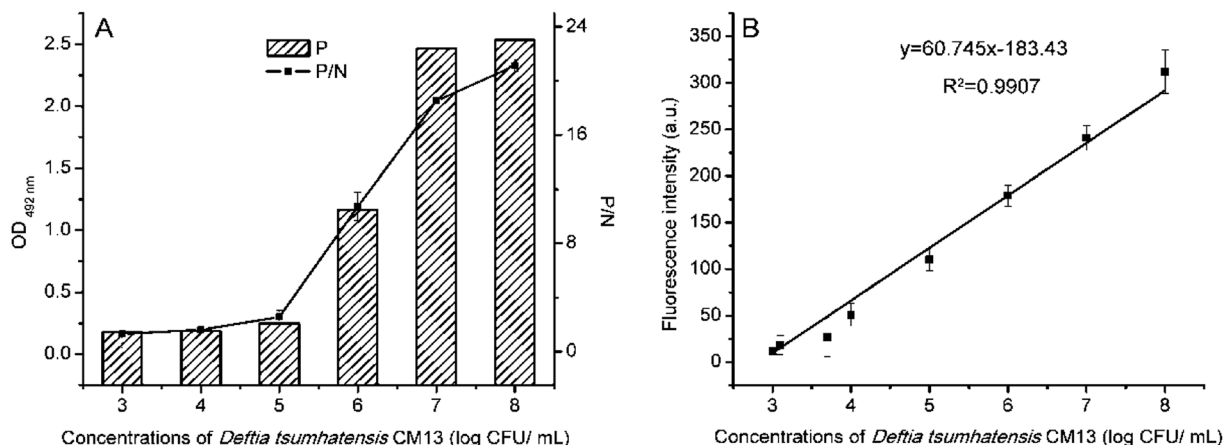 A
P
P/N
2.5
2.0
1.5
1.0
0.5
0.0
OD 492 nm
24
16
8
0
P/N
3 4 5 6 7 8
Concentrations of Deftia tsumhatensis CM13 (log CFU/ mL)
B
y=60.745x-183.43
R²=0.9907
350
300
250
200
150
100
50
0
Fluorescence intensity (a.u.)
3 4 5 6 7 8
Concentrations of Deftia tsumhatensis CM13 (log CFU/ mL)